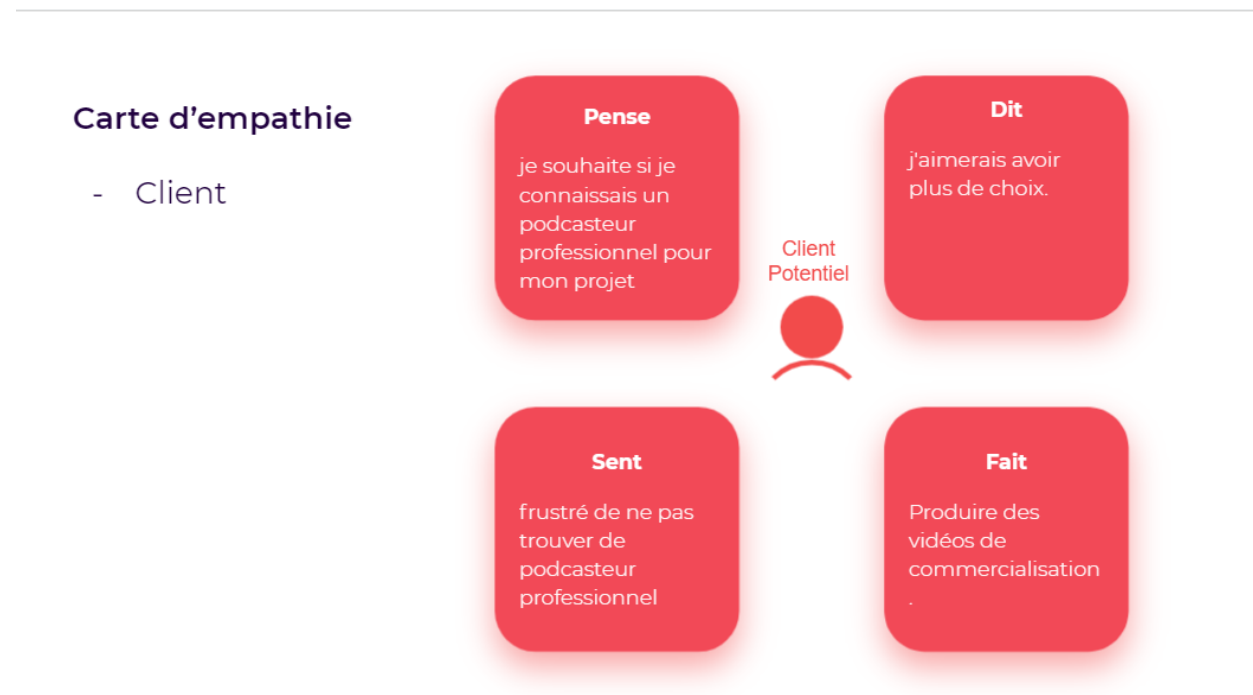 Carte d’empathie
- Client
Pense
je souhaite si je
connaissais un
podcasteur
professionnel pour
mon projet
Dit
j'aimerais avoir
plus de choix.
Client
Potentiel
Sent
frustré de ne pas
trouver de
podcasteur
professionnel
Fait
Produire des
vidéos de
commercialisation
.